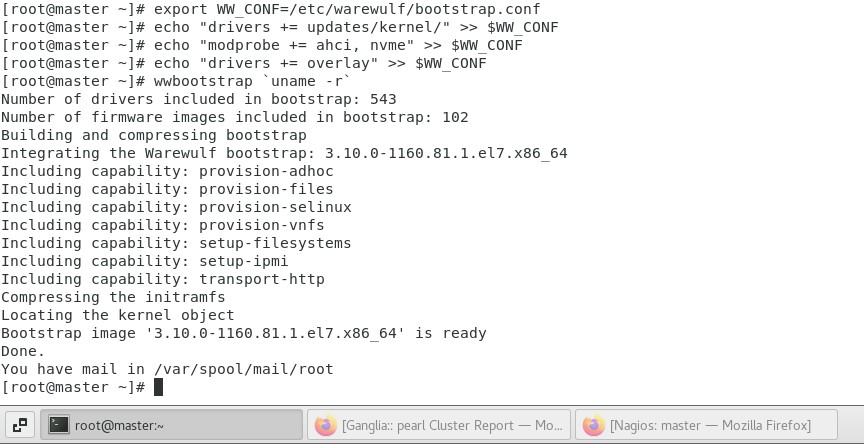 [root@master ~]# export WW_CONF=/etc/warewulf/bootstrap.conf
[root@master ~]# echo "drivers += updates/kernel/" >> $WW_CONF
[root@master ~]# echo "modprobe += ahci, nvme" >> $WW_CONF
[root@master ~]# echo "drivers += overlay" >> $WW_CONF
[root@master ~]# wwbootstrap `uname -r`
Number of drivers included in bootstrap: 543
Number of firmware images included in bootstrap: 102
Building and compressing bootstrap
Integrating the Warewulf bootstrap: 3.10.0-1160.81.1.el7.x86_64
Including capability: provision-adhoc
Including capability: provision-files
Including capability: provision-selinux
Including capability: provision-vnfs
Including capability: setup-filesystems
Including capability: setup-ipmi
Including capability: transport-http
Compressing the initramfs
Locating the kernel object
Bootstrap image '3.10.0-1160.81.1.el7.x86_64' is ready
Done.
You have mail in /var/spool/mail/root
[root@master ~]#
root@master:~ [Ganglia:: pearl Cluster Report — Mo... [Nagios: master — Mozilla Firefox]